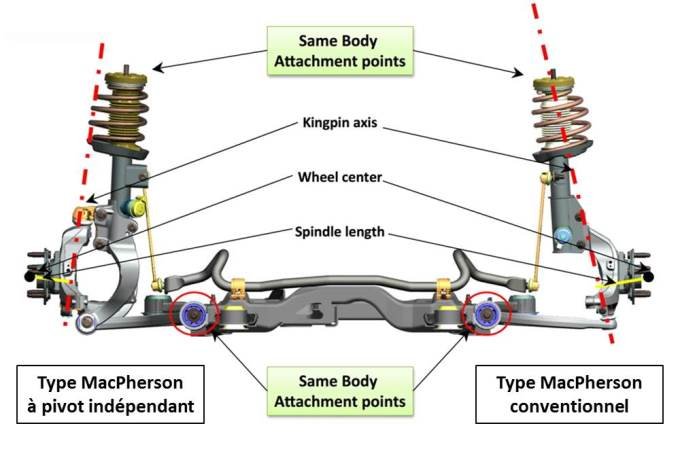 Same Body
Attachment points
Kingpin axis
Wheel center
Spindle length
Type MacPherson
à pivot indépendant
Same Body
Attachment points
Type MacPherson
conventionnel